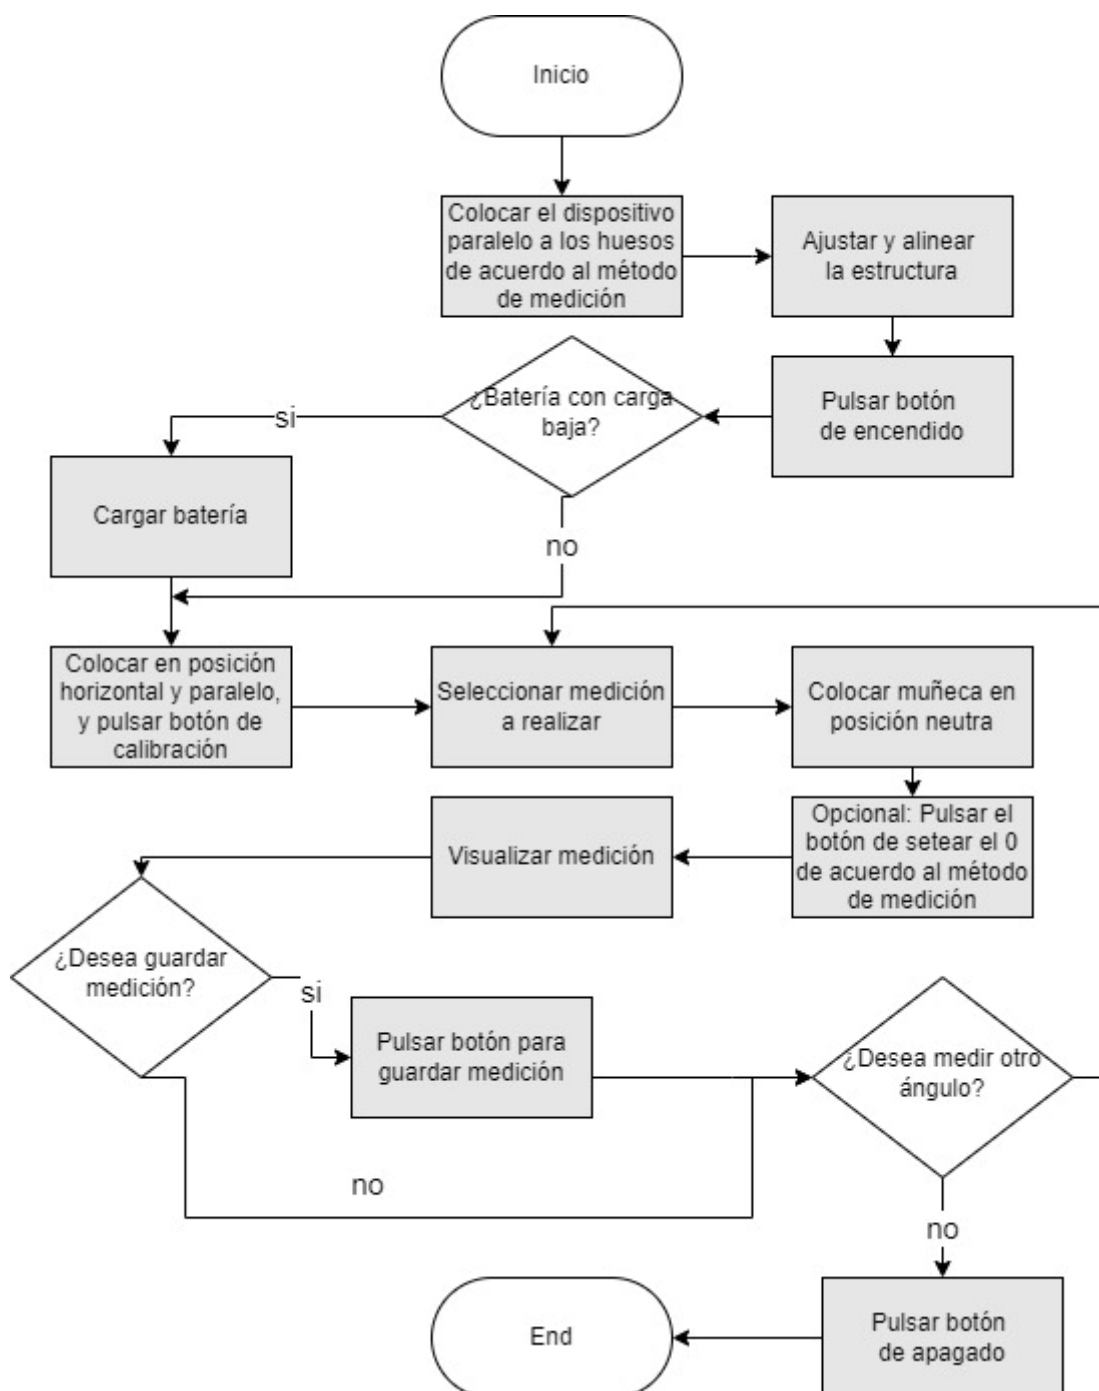 Inicio
Colocar el dispositivo
paralelo a los huesos
de acuerdo al método
de medición
Ajustar y alinear
la estructura
Pulsar botón
de encendido
¿Batería con carga
baja?
si
no
Cargar batería
Colocar en posición
horizontal y paralelo,
y pulsar botón de
calibración
Seleccionar medición
a realizar
Colocar muñeca en
posición neutra
Opcional: Pulsar el
botón de setear el 0
de acuerdo al método
de medición
Visualizar medición
¿Desea guardar
medición?
si
no
Pulsar botón para
guardar medición
¿Desea medir otro
ángulo?
no
Pulsar botón
de apagado
End